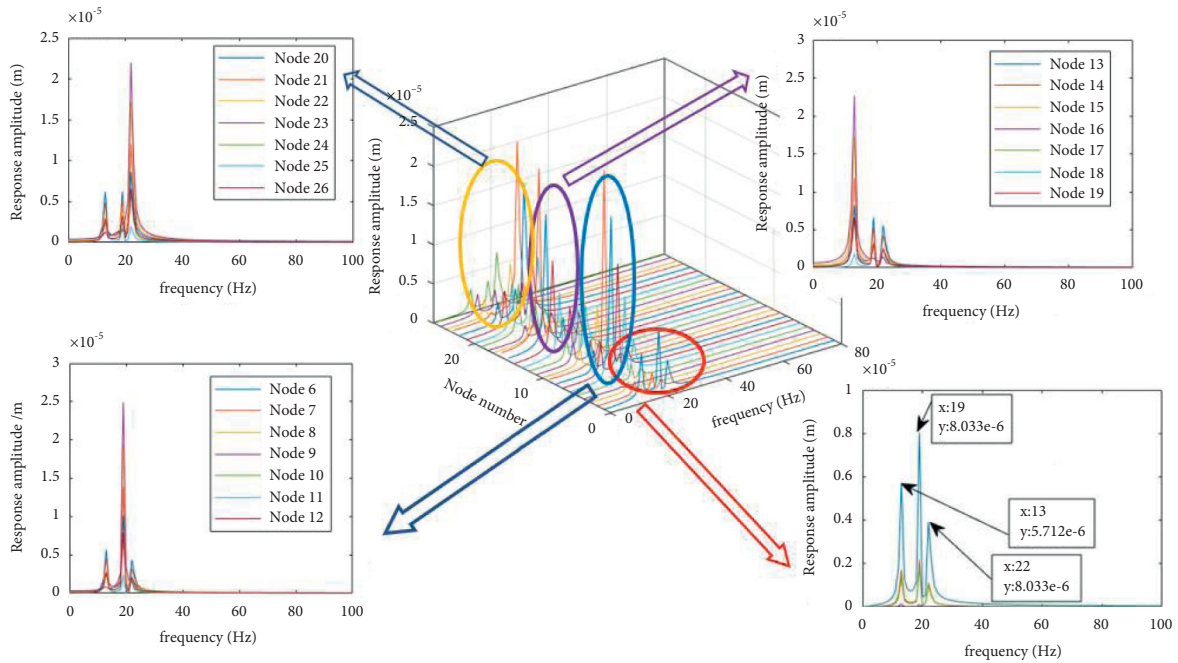 ×10-5
2.5
2
1.5
1
0.5
0
Response amplitude (m)
0 20 40 60 80 100
frequency (Hz)
Node 20
Node 21
Node 22
Node 23
Node 24
Node 25
Node 26
×10-5
2.5
2
1.5
1
0.5
0
Response amplitude (m)
20
10
0
Node number
0
20
40
60
80
frequency (Hz)
×10-5
3
2.5
2
1.5
1
0.5
0
Response amplitude (m)
0 20 40 60 80 100
frequency (Hz)
Node 13
Node 14
Node 15
Node 16
Node 17
Node 18
Node 19
×10-5
3
2.5
2
1.5
1
0.5
0
Response amplitude /m
0 20 40 60 80 100
frequency (Hz)
Node 6
Node 7
Node 8
Node 9
Node 10
Node 11
Node 12
×10-5
1
0.8
0.6
0.4
0.2
0
Response amplitude (m)
0 20 40 60 80 100
frequency (Hz)
x:19
y:8.033e-6
x:13
y:5.712e-6
x:22
y:8.033e-6